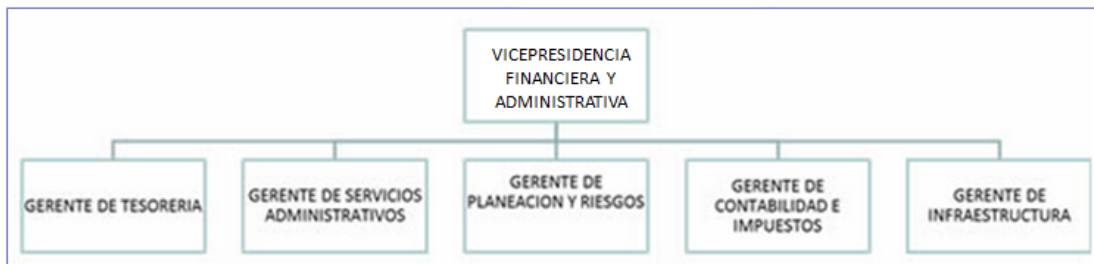 VICEPRESIDENCIA
FINANCIERA Y
ADMINISTRATIVA
GERENTE DE TESORERIA
GERENTE DE SERVICIOS
ADMINISTRATIVOS
GERENTE DE
PLANEACION Y RIESGOS
GERENTE DE
CONTABILIDAD E
IMPUESTOS
GERENTE DE
INFRAESTRUCTURA